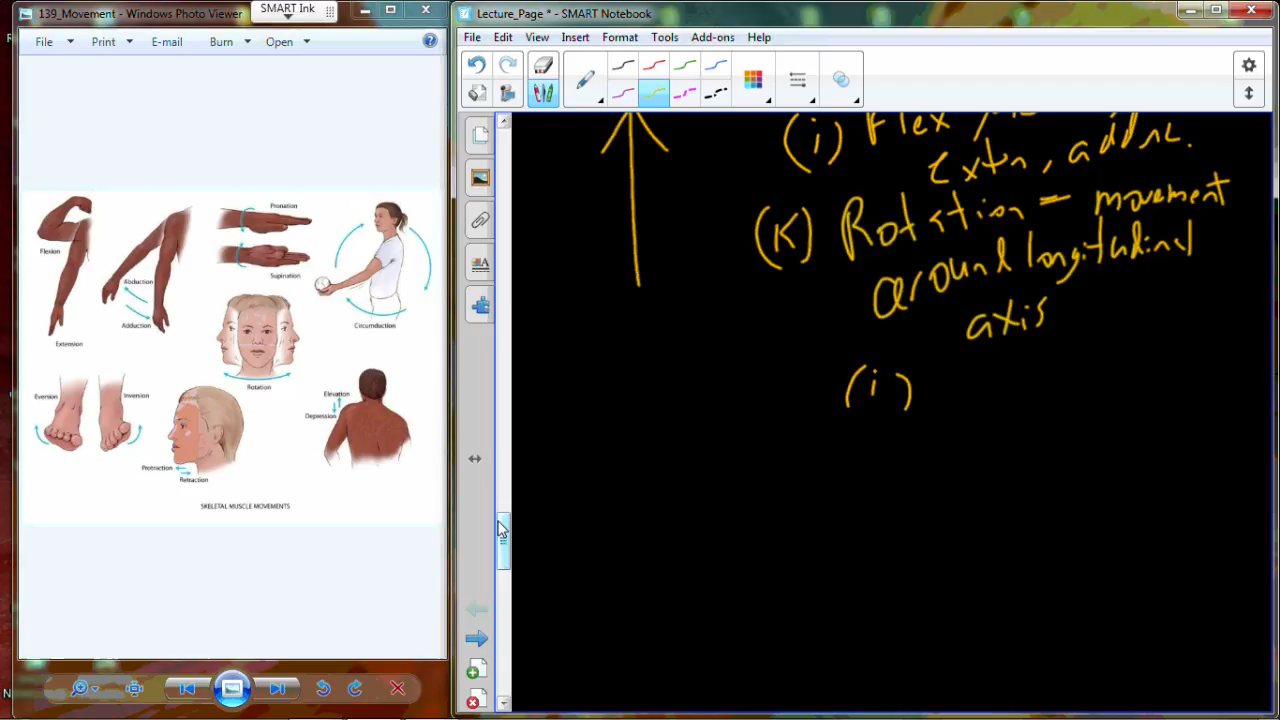 139_Movement - Windows Photo Viewer
SMART Ink
File Print E-mail Burn Open
Flexion
Extension
Abduction
Adduction
Pronation
Supination
Circumduction
Rotation
Eversion
Inversion
Protraction
Retraction
Elevation
Depression
SKELETAL MUSCLE MOVEMENTS
Lecture_Page * - SMART Notebook
File Edit View Insert Format Tools Add-ons Help
(i) Flex
extn, adduc.
(K) Rotation - movement
around longitudinal
axis
(i)